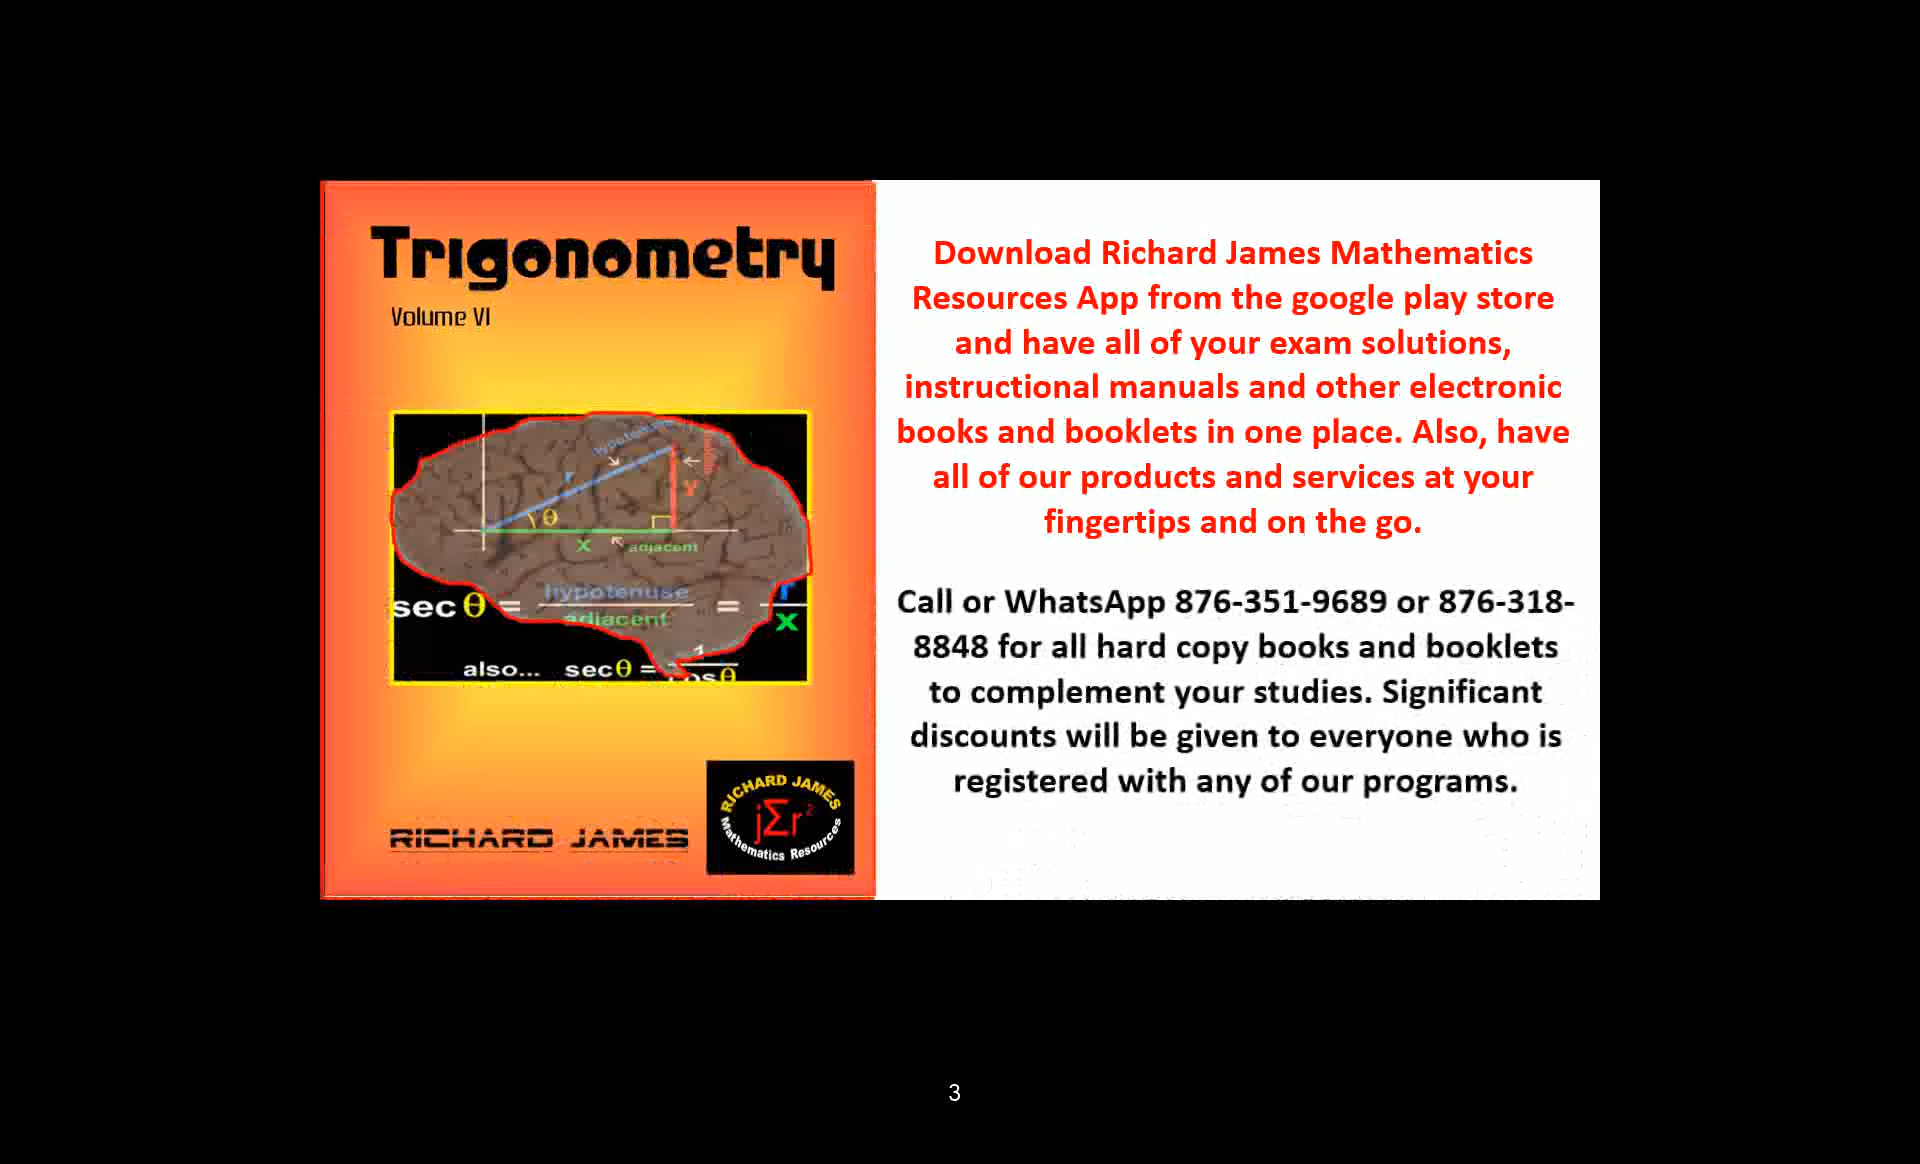 Trigonometry
Volume VI
hypotenuse
r
Y
θ
X
adjacent
sec θ = hypotenuse / adjacent = r / x
also... sec θ = 1 / cos θ
RICHARD JAMES
RICHARD JAMES
jΣr²
Mathematics Resources
Download Richard James Mathematics
Resources App from the google play store
and have all of your exam solutions,
instructional manuals and other electronic
books and booklets in one place. Also, have
all of our products and services at your
fingertips and on the go.
Call or WhatsApp 876-351-9689 or 876-318-
8848 for all hard copy books and booklets
to complement your studies. Significant
discounts will be given to everyone who is
registered with any of our programs.
3